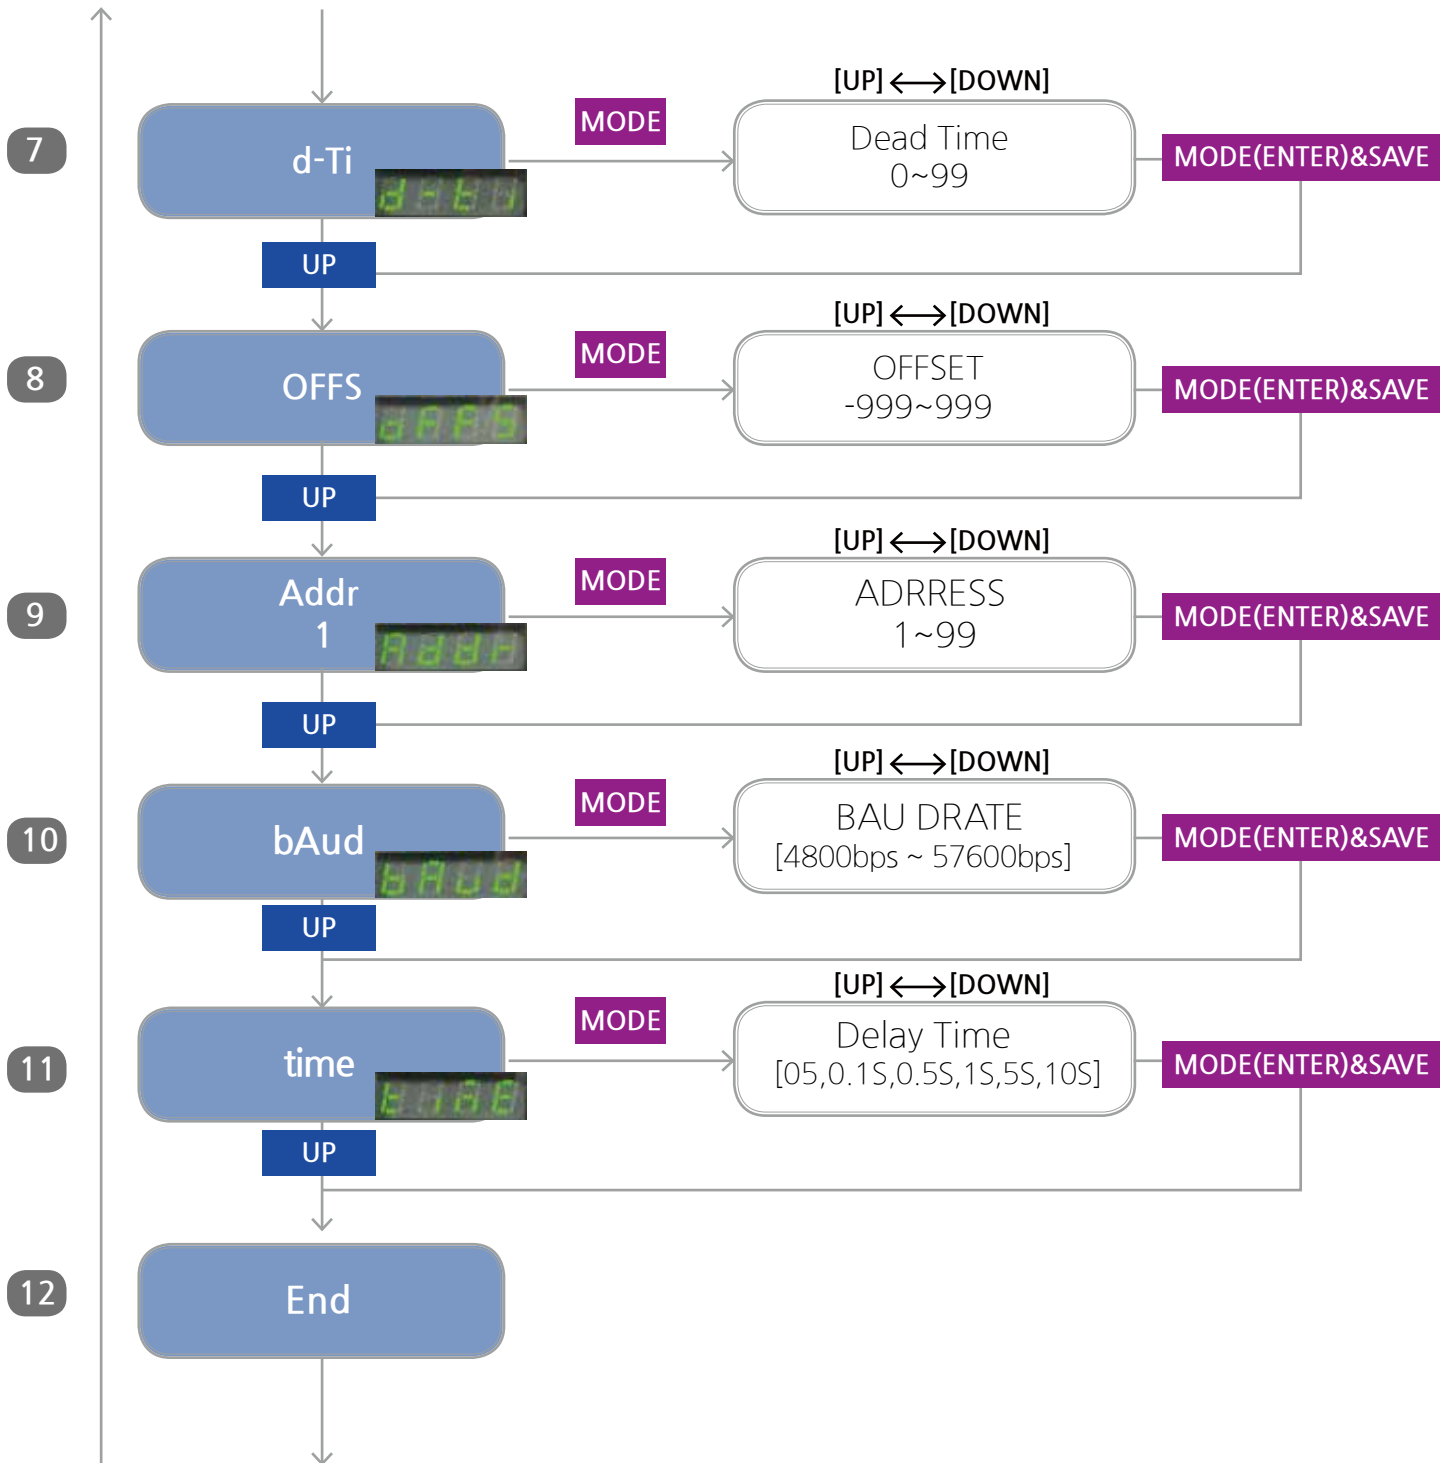 [UP] ⟷ [DOWN]
7
d-Ti
d-ti
MODE
Dead Time
0~99
MODE(ENTER)&SAVE
UP
[UP] ⟷ [DOWN]
8
OFFS
MODE
OFFSET
-999~999
MODE(ENTER)&SAVE
UP
[UP] ⟷ [DOWN]
9
Addr
1
Addr
MODE
ADRRESS
1~99
MODE(ENTER)&SAVE
UP
[UP] ⟷ [DOWN]
10
bAud
bAud
MODE
BAU DRATE
[4800bps ~ 57600bps]
MODE(ENTER)&SAVE
UP
[UP] ⟷ [DOWN]
11
time
MODE
Delay Time
[05,0.1S,0.5S,1S,5S,10S]
MODE(ENTER)&SAVE
UP
12
End